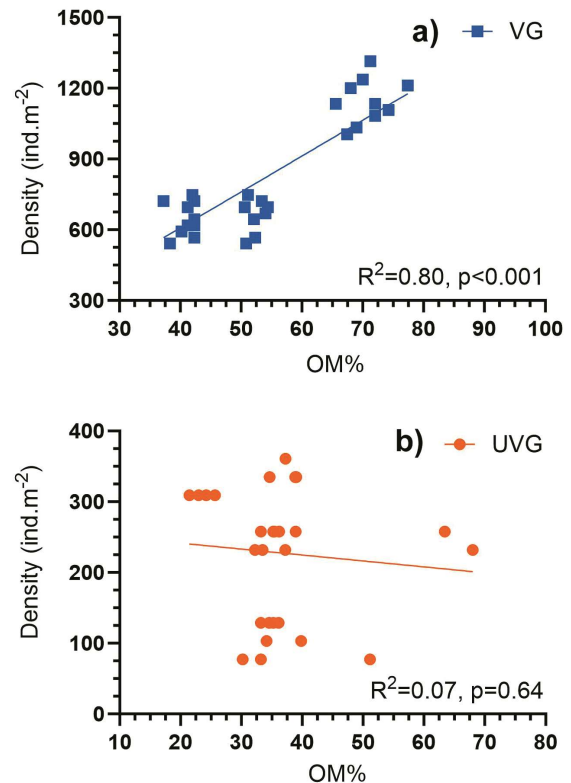 a) VG
1500
1200
900
600
300
Density (ind.m⁻²)
R²=0.80, p<0.001
30 40 50 60 70 80 90 100
OM%
b) UVG
400
300
200
100
0
Density (ind.m⁻²)
R²=0.07, p=0.64
10 20 30 40 50 60 70 80
OM%